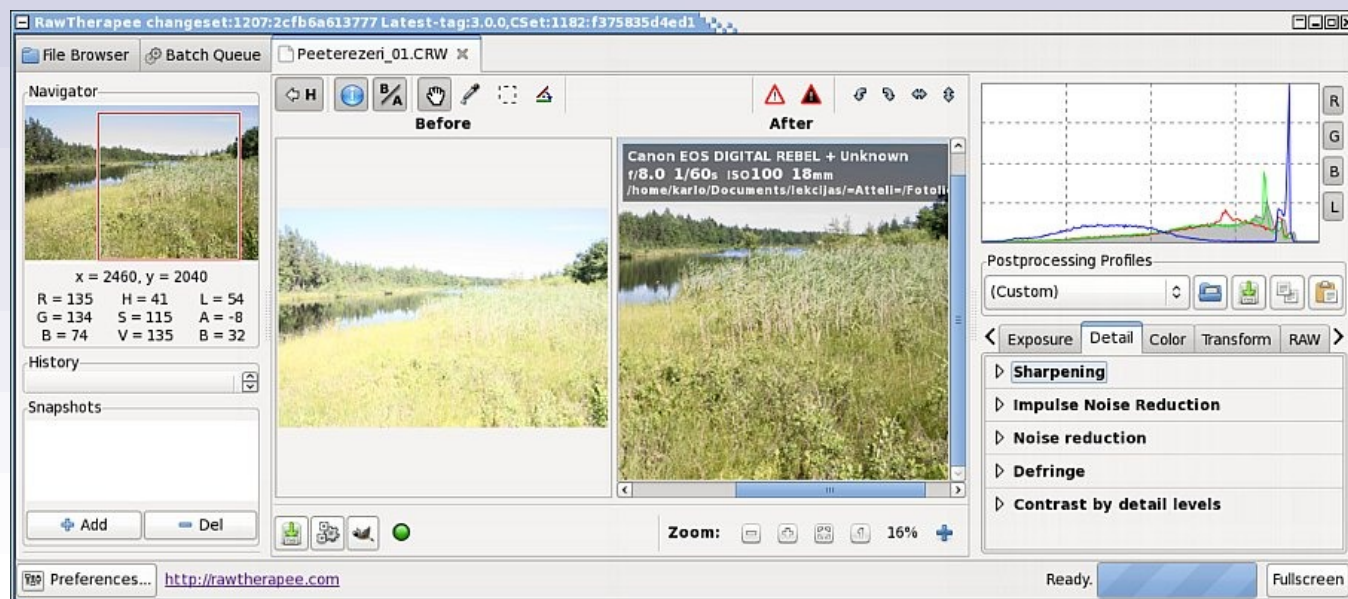 RawTherapee changeset:1207:2cfb6a613777 Latest-tag:3.0.0,CSet:1182:f375835d4ed1
File Browser
Batch Queue
Peeterezeri_01.CRW
Navigator
x = 2460, y = 2040
R = 135 H = 41 L = 54
G = 134 S = 115 A = -8
B = 74 V = 135 B = 32
History
Snapshots
Add
Del
H
B/A
Before
After
Canon EOS DIGITAL REBEL + Unknown
f/8.0 1/60s ISO100 18mm
/home/karlo/Documents/lekcijas/=Atteli=/Fotoli
Zoom:
16%
R
G
B
L
Postprocessing Profiles
(Custom)
Exposure
Detail
Color
Transform
RAW
Sharpening
Impulse Noise Reduction
Noise reduction
Defringe
Contrast by detail levels
Preferences...
http://rawtherapee.com
Ready.
Fullscreen